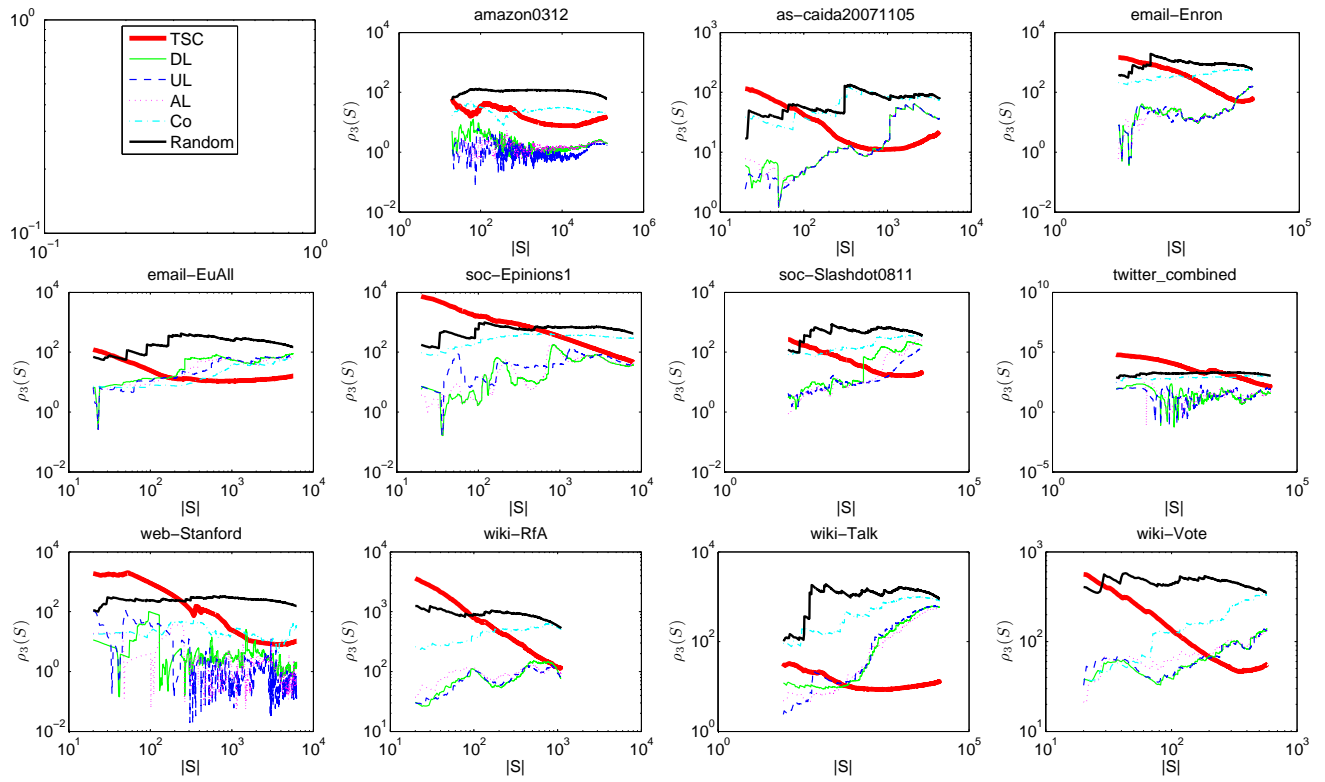 10^0
10^-1
10^-1
10^0
TSC
DL
UL
AL
Co
Random
amazon0312
ρ3(S)
10^4
10^2
10^0
10^-2
10^0
10^2
10^4
10^6
|S|
as-caida20071105
ρ3(S)
10^3
10^2
10^1
10^0
10^1
10^2
10^3
10^4
|S|
email-Enron
ρ3(S)
10^4
10^2
10^0
10^-2
10^0
10^5
|S|
email-EuAll
ρ3(S)
10^4
10^2
10^0
10^-2
10^1
10^2
10^3
10^4
|S|
soc-Epinions1
ρ3(S)
10^4
10^2
10^0
10^-2
10^1
10^2
10^3
10^4
|S|
soc-Slashdot0811
ρ3(S)
10^4
10^2
10^0
10^-2
10^0
10^5
|S|
twitter_combined
ρ3(S)
10^10
10^5
10^0
10^-5
10^0
10^5
|S|
web-Stanford
ρ3(S)
10^4
10^2
10^0
10^-2
10^1
10^2
10^3
10^4
|S|
wiki-RfA
ρ3(S)
10^4
10^3
10^2
10^1
10^1
10^2
10^3
10^4
|S|
wiki-Talk
ρ3(S)
10^4
10^2
10^0
10^0
10^5
|S|
wiki-Vote
ρ3(S)
10^3
10^2
10^1
10^1
10^2
10^3
|S|